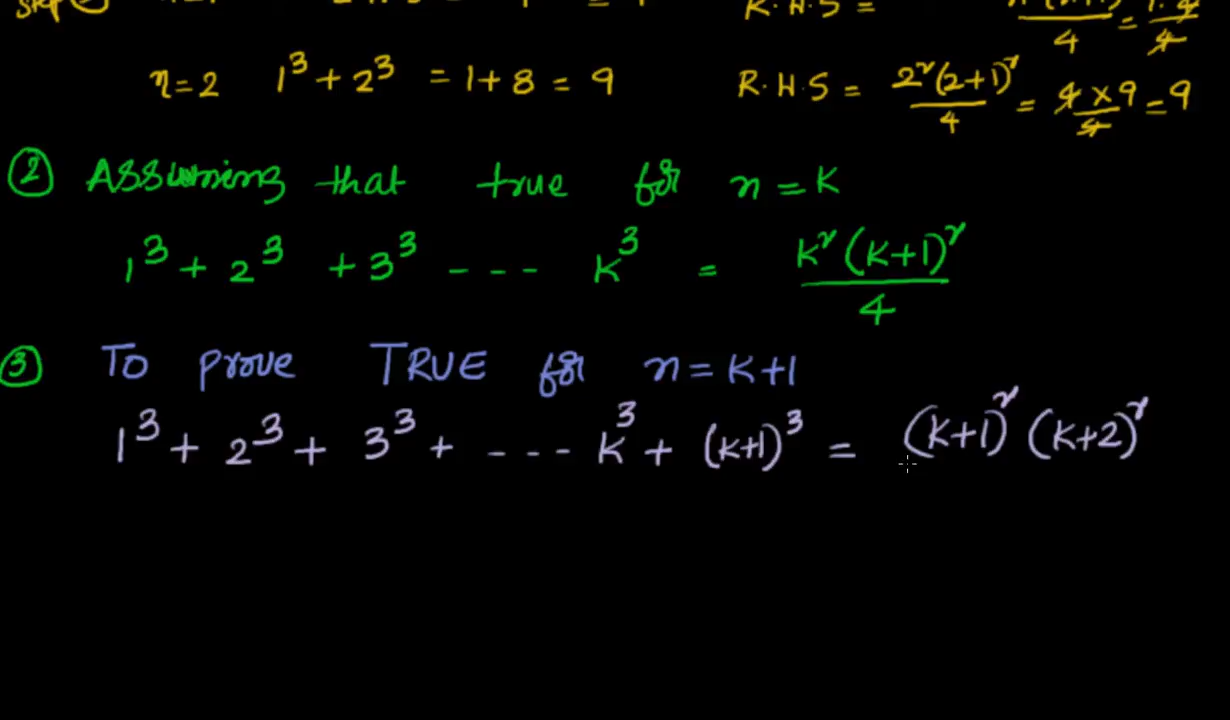 R.H.S = 4 =
n=2 1³ + 2³ = 1+8 = 9 R.H.S = 2²(2+1)²/4 = 4×9/4 = 9
② Assuming that true for n = K
1³ + 2³ + 3³ - - - K³ = K²(K+1)²/4
③ To prove TRUE for n = K+1
1³ + 2³ + 3³ + - - - K³ + (K+1)³ = (K+1)² (K+2)²